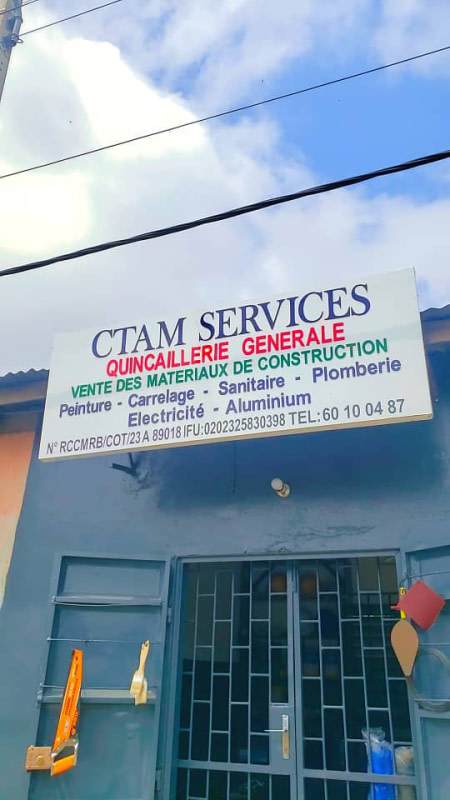 CTAM SERVICES
QUINCAILLERIE GENERALE
VENTE DES MATERIAUX DE CONSTRUCTION
Peinture - Carrelage - Sanitaire - Plomberie
Electricité - Aluminium
N° RCCMRB/COT/23 A 89018 IFU:0202325830398 TEL:60 10 04 87